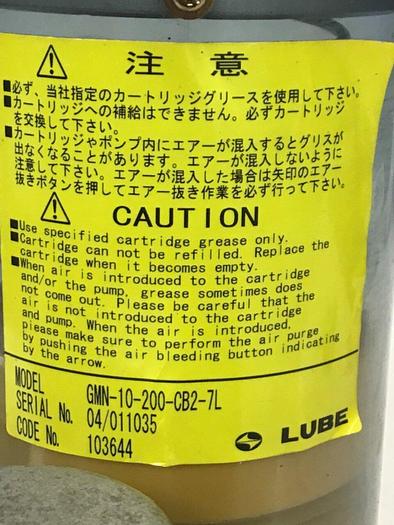 注意
■必ず、当社指定のカートリッジグリースを使用して下さい。
■カートリッジへの補給はできません。必ずカートリッジ
を交換して下さい。
■カートリッジやポンプ内にエアーが混入するとグリスが
出なくなることがあります。エアーが混入しないように
注意して下さい。エアーが混入した場合は矢印のエアー
抜きボタンを押してエアー抜き作業を必ず行って下さい。
CAUTION
■Use specified cartridge grease only.
■Cartridge can not be refilled. Replace the
cartridge when it becomes empty.
■When air is introduced to the cartridge
and/or the pump, grease sometimes does
not come out. Please be careful that the
air is not introduced to the cartridge
and pump. When the air is introduced,
please make sure to perform the air purge
by pushing the air bleeding button indicating
by the arrow.
MODEL GMN-10-200-CB2-7L
SERIAL No. 04/011035
CODE No. 103644
LUBE